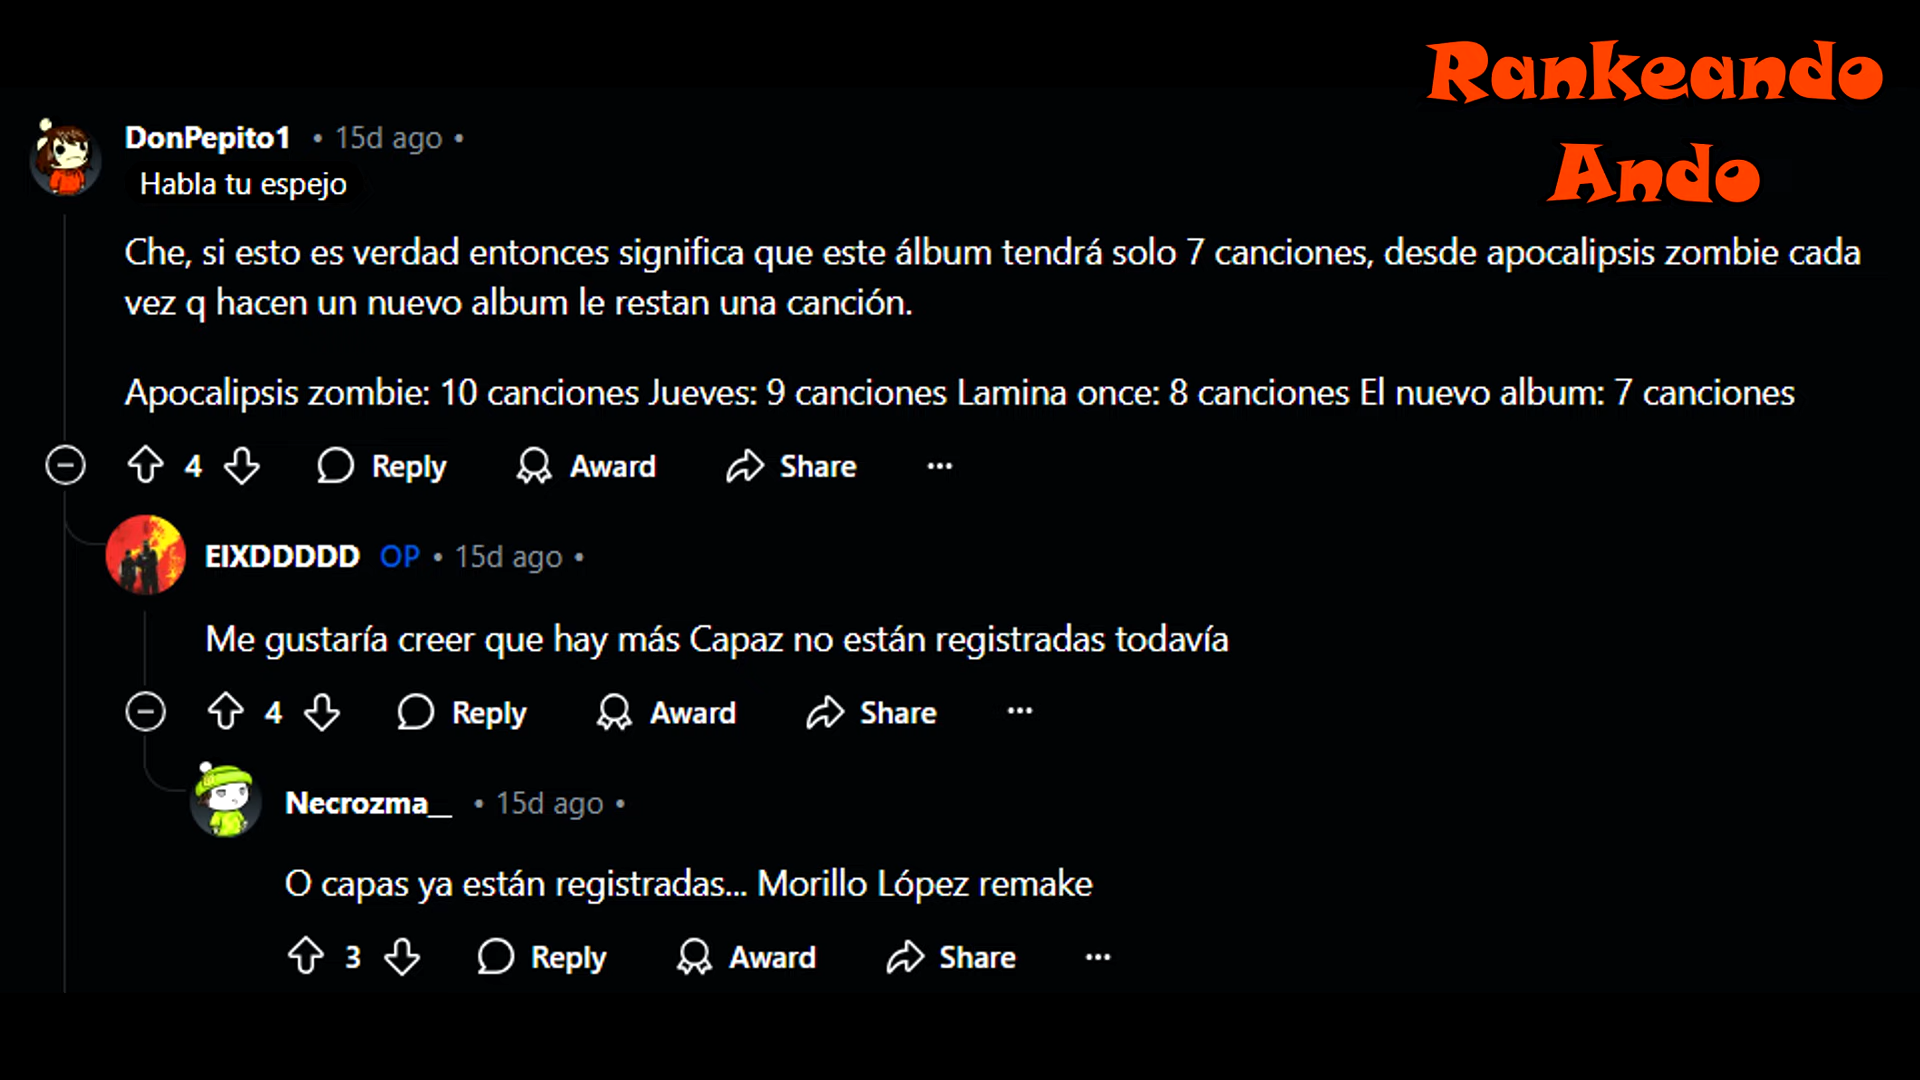 Rankeando
Ando
DonPepito1 • 15d ago •
Habla tu espejo
Che, si esto es verdad entonces significa que este álbum tendrá solo 7 canciones, desde apocalipsis zombie cada
vez q hacen un nuevo album le restan una canción.
Apocalipsis zombie: 10 canciones Jueves: 9 canciones Lamina once: 8 canciones El nuevo album: 7 canciones
4 Reply Award Share ...
EIXDDDDD OP • 15d ago •
Me gustaría creer que hay más Capaz no están registradas todavía
4 Reply Award Share ...
Necrozma__ • 15d ago •
O capas ya están registradas... Morillo López remake
3 Reply Award Share ...